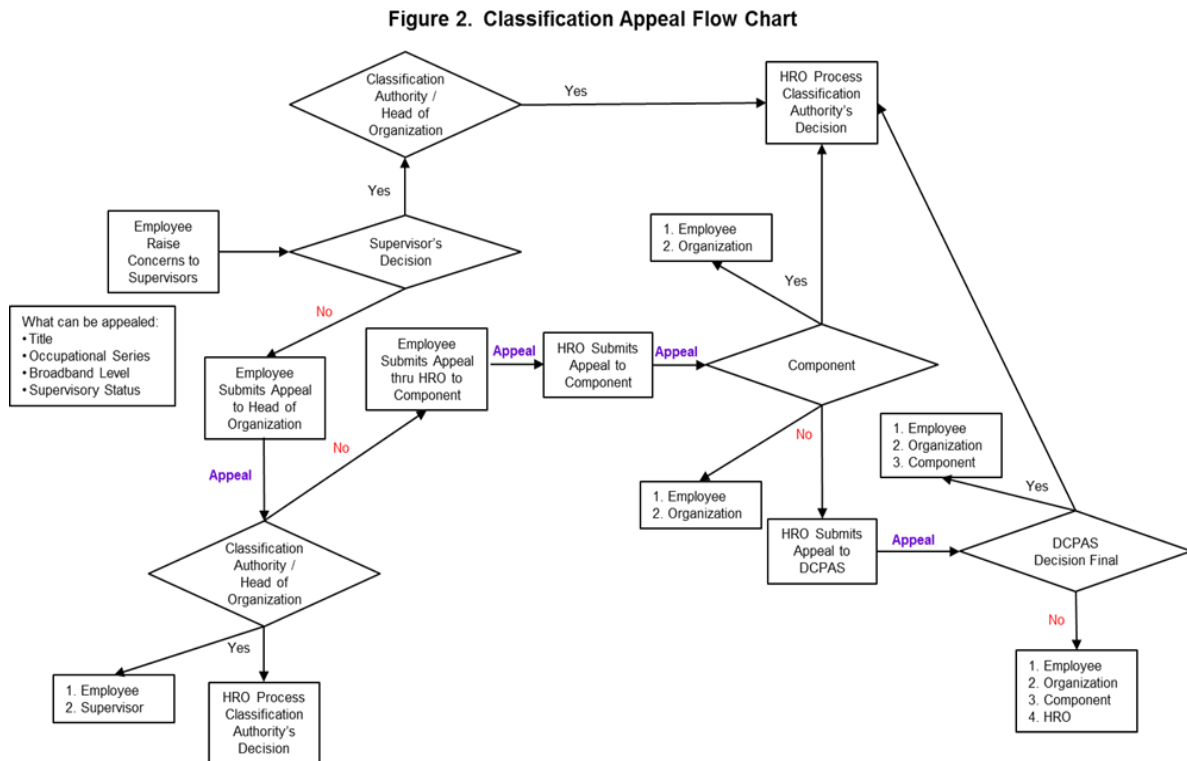 Figure 2. Classification Appeal Flow Chart
Classification
Authority /
Head of
Organization
Yes
HRO Process
Classification
Authority's
Decision
Yes
Employee
Raise
Concerns to
Supervisors
Supervisor's
Decision
1. Employee
2. Organization
Yes
No
What can be appealed:
• Title
• Occupational Series
• Broadband Level
• Supervisory Status
Employee
Submits Appeal
to Head of
Organization
Employee
Submits Appeal
thru HRO to
Component
Appeal
HRO Submits
Appeal to
Component
Appeal
Component
No
Appeal
No
1. Employee
2. Organization
1. Employee
2. Organization
3. Component
Yes
Classification
Authority /
Head of
Organization
HRO Submits
Appeal to
DCPAS
Appeal
DCPAS
Decision Final
No
Yes
1. Employee
2. Supervisor
HRO Process
Classification
Authority's
Decision
1. Employee
2. Organization
3. Component
4. HRO